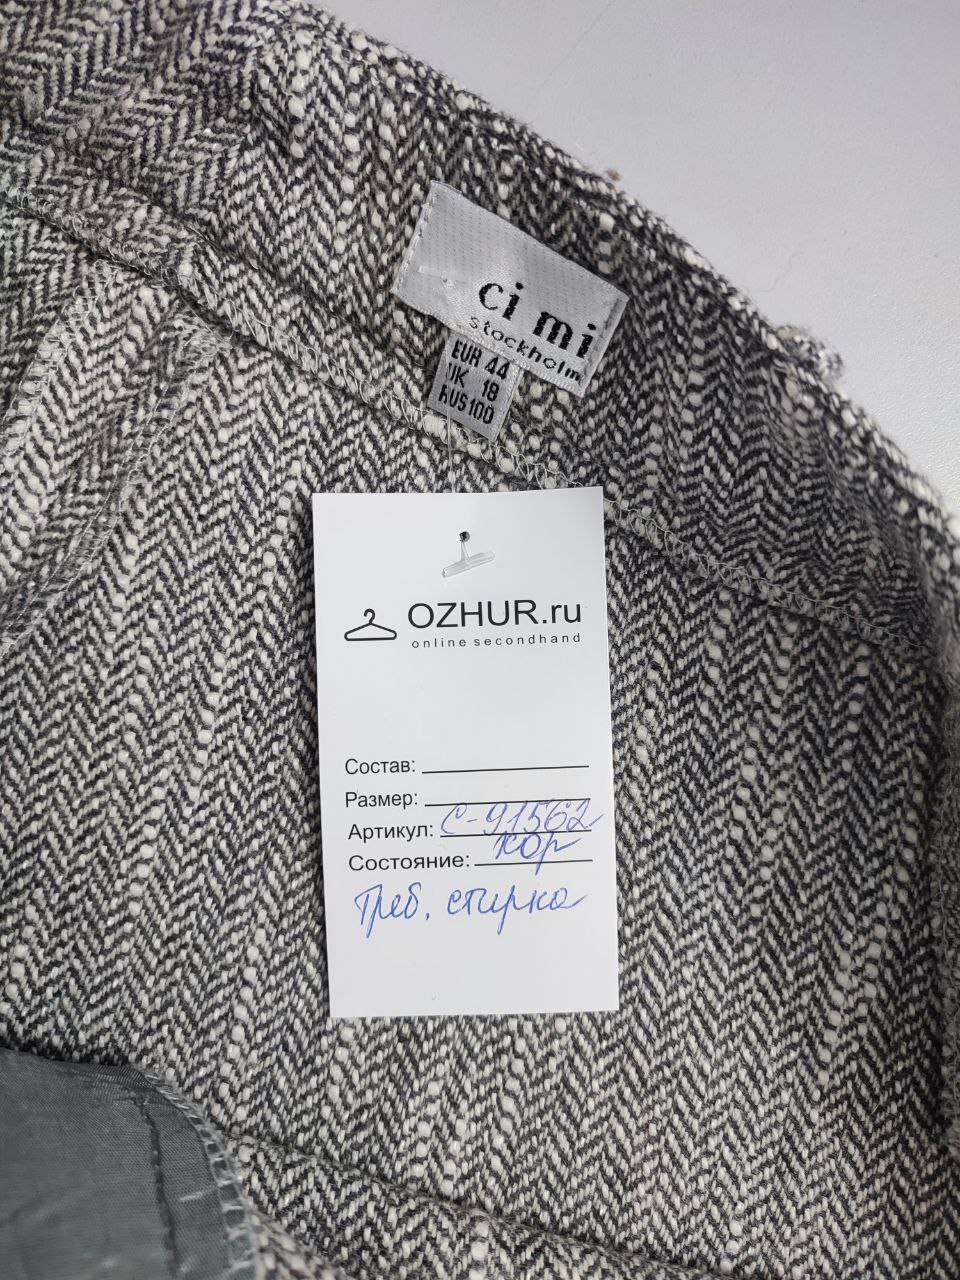 ci mi
stockholm
EUR 44
UK 18
RUS 100
OZHUR.ru
online secondhand
Состав:
Размер:
Артикул: С-91562
Состояние: кор
Треб. стирка